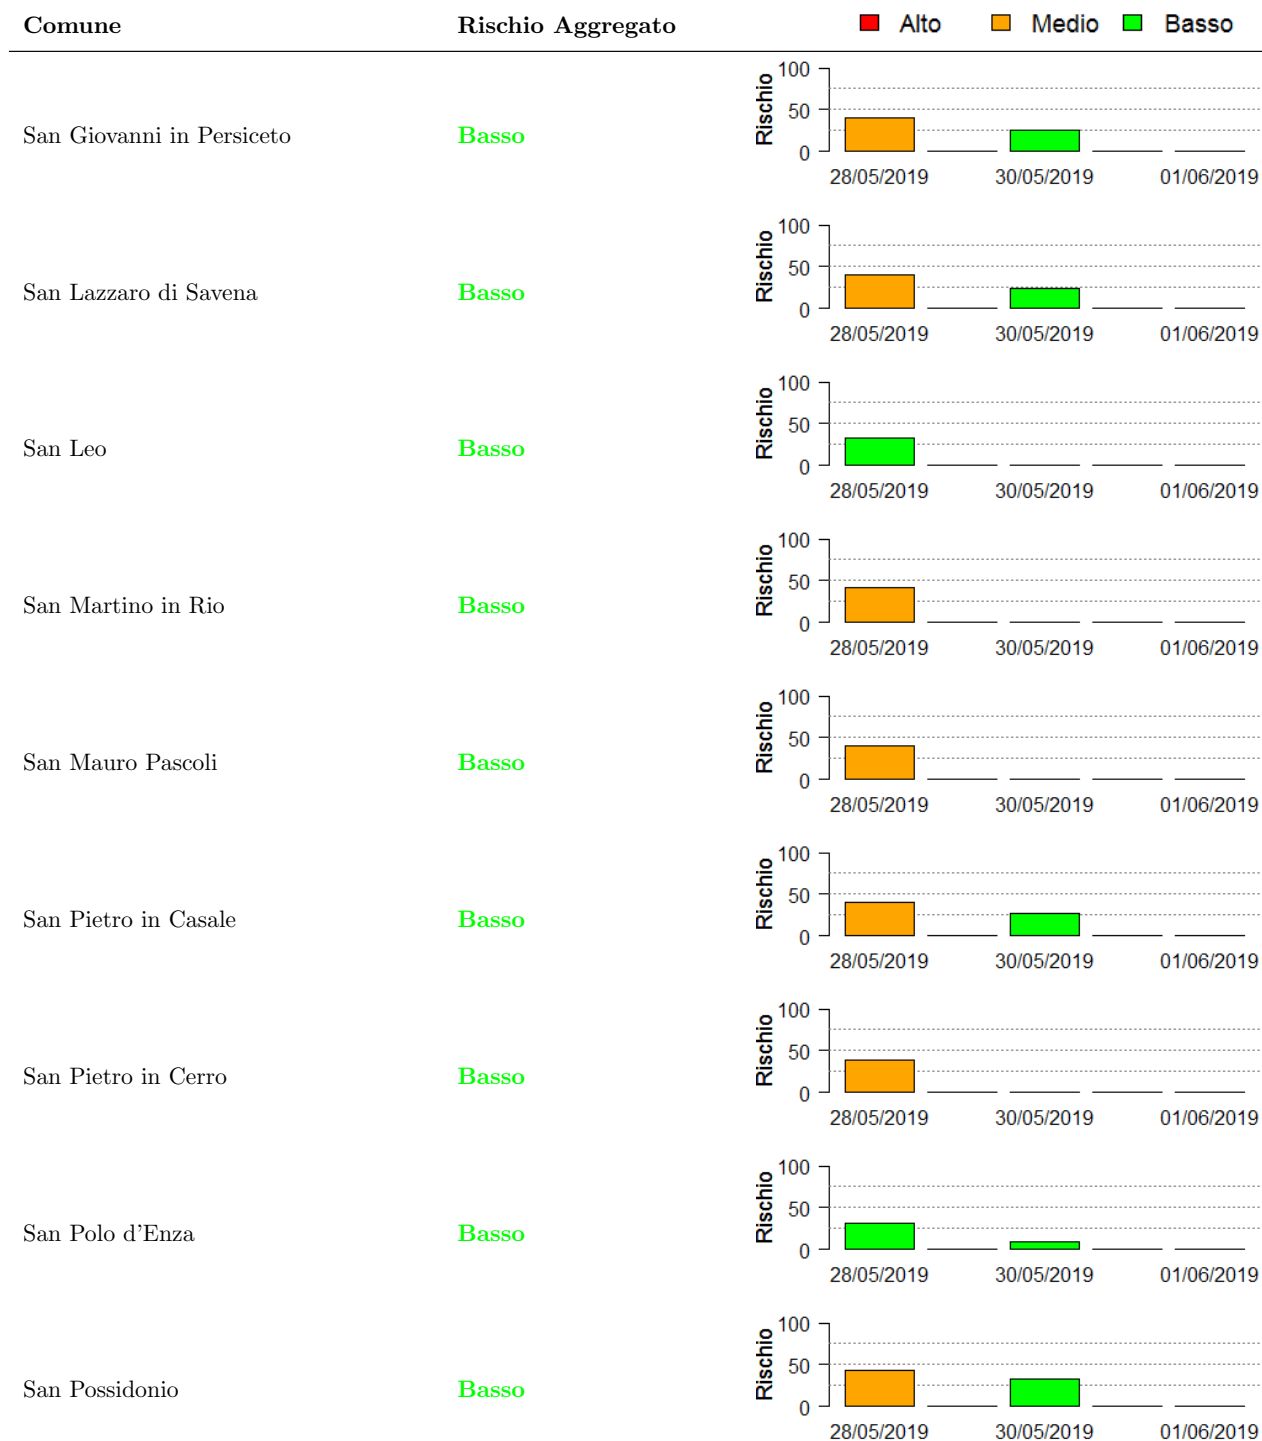 Comune Rischio Aggregato Alto Medio Basso
San Giovanni in Persiceto Basso Rischio 100 50 0
28/05/2019 30/05/2019 01/06/2019
San Lazzaro di Savena Basso Rischio 100 50 0
28/05/2019 30/05/2019 01/06/2019
San Leo Basso Rischio 100 50 0
28/05/2019 30/05/2019 01/06/2019
San Martino in Rio Basso Rischio 100 50 0
28/05/2019 30/05/2019 01/06/2019
San Mauro Pascoli Basso Rischio 100 50 0
28/05/2019 30/05/2019 01/06/2019
San Pietro in Casale Basso Rischio 100 50 0
28/05/2019 30/05/2019 01/06/2019
San Pietro in Cerro Basso Rischio 100 50 0
28/05/2019 30/05/2019 01/06/2019
San Polo d'Enza Basso Rischio 100 50 0
28/05/2019 30/05/2019 01/06/2019
San Possidonio Basso Rischio 100 50 0
28/05/2019 30/05/2019 01/06/2019